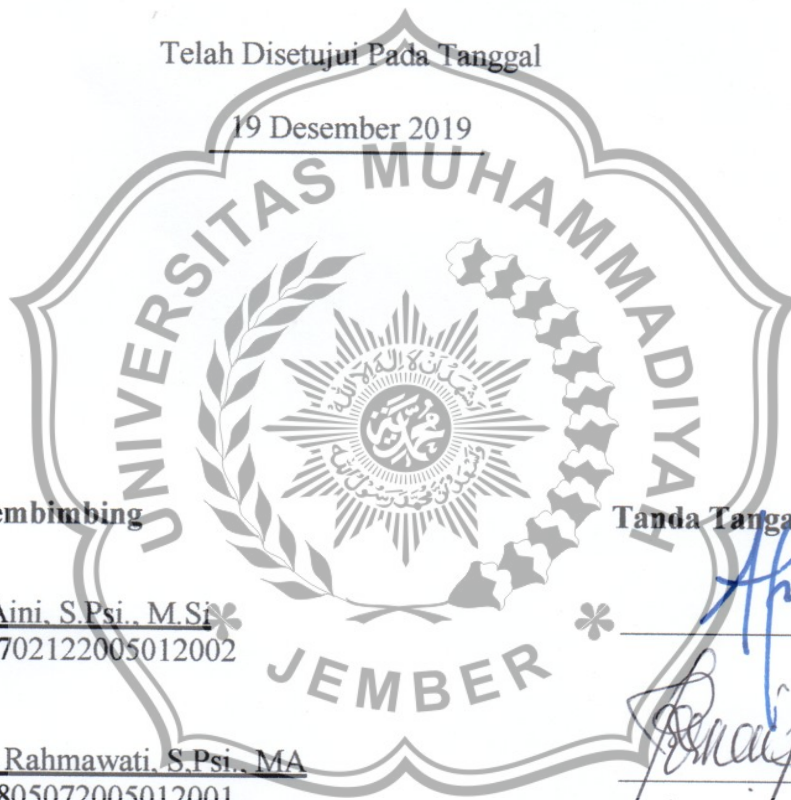 Telah Disetujui Pada Tanggal
19 Desember 2019
UNIVERSITAS MUHAMMADIYAH
JEMBER
embimbing
Tanda Tanga
Aini, S.Psi., M.Si
702122005012002
Rahmawati, S,Psi., MA
805072005012001